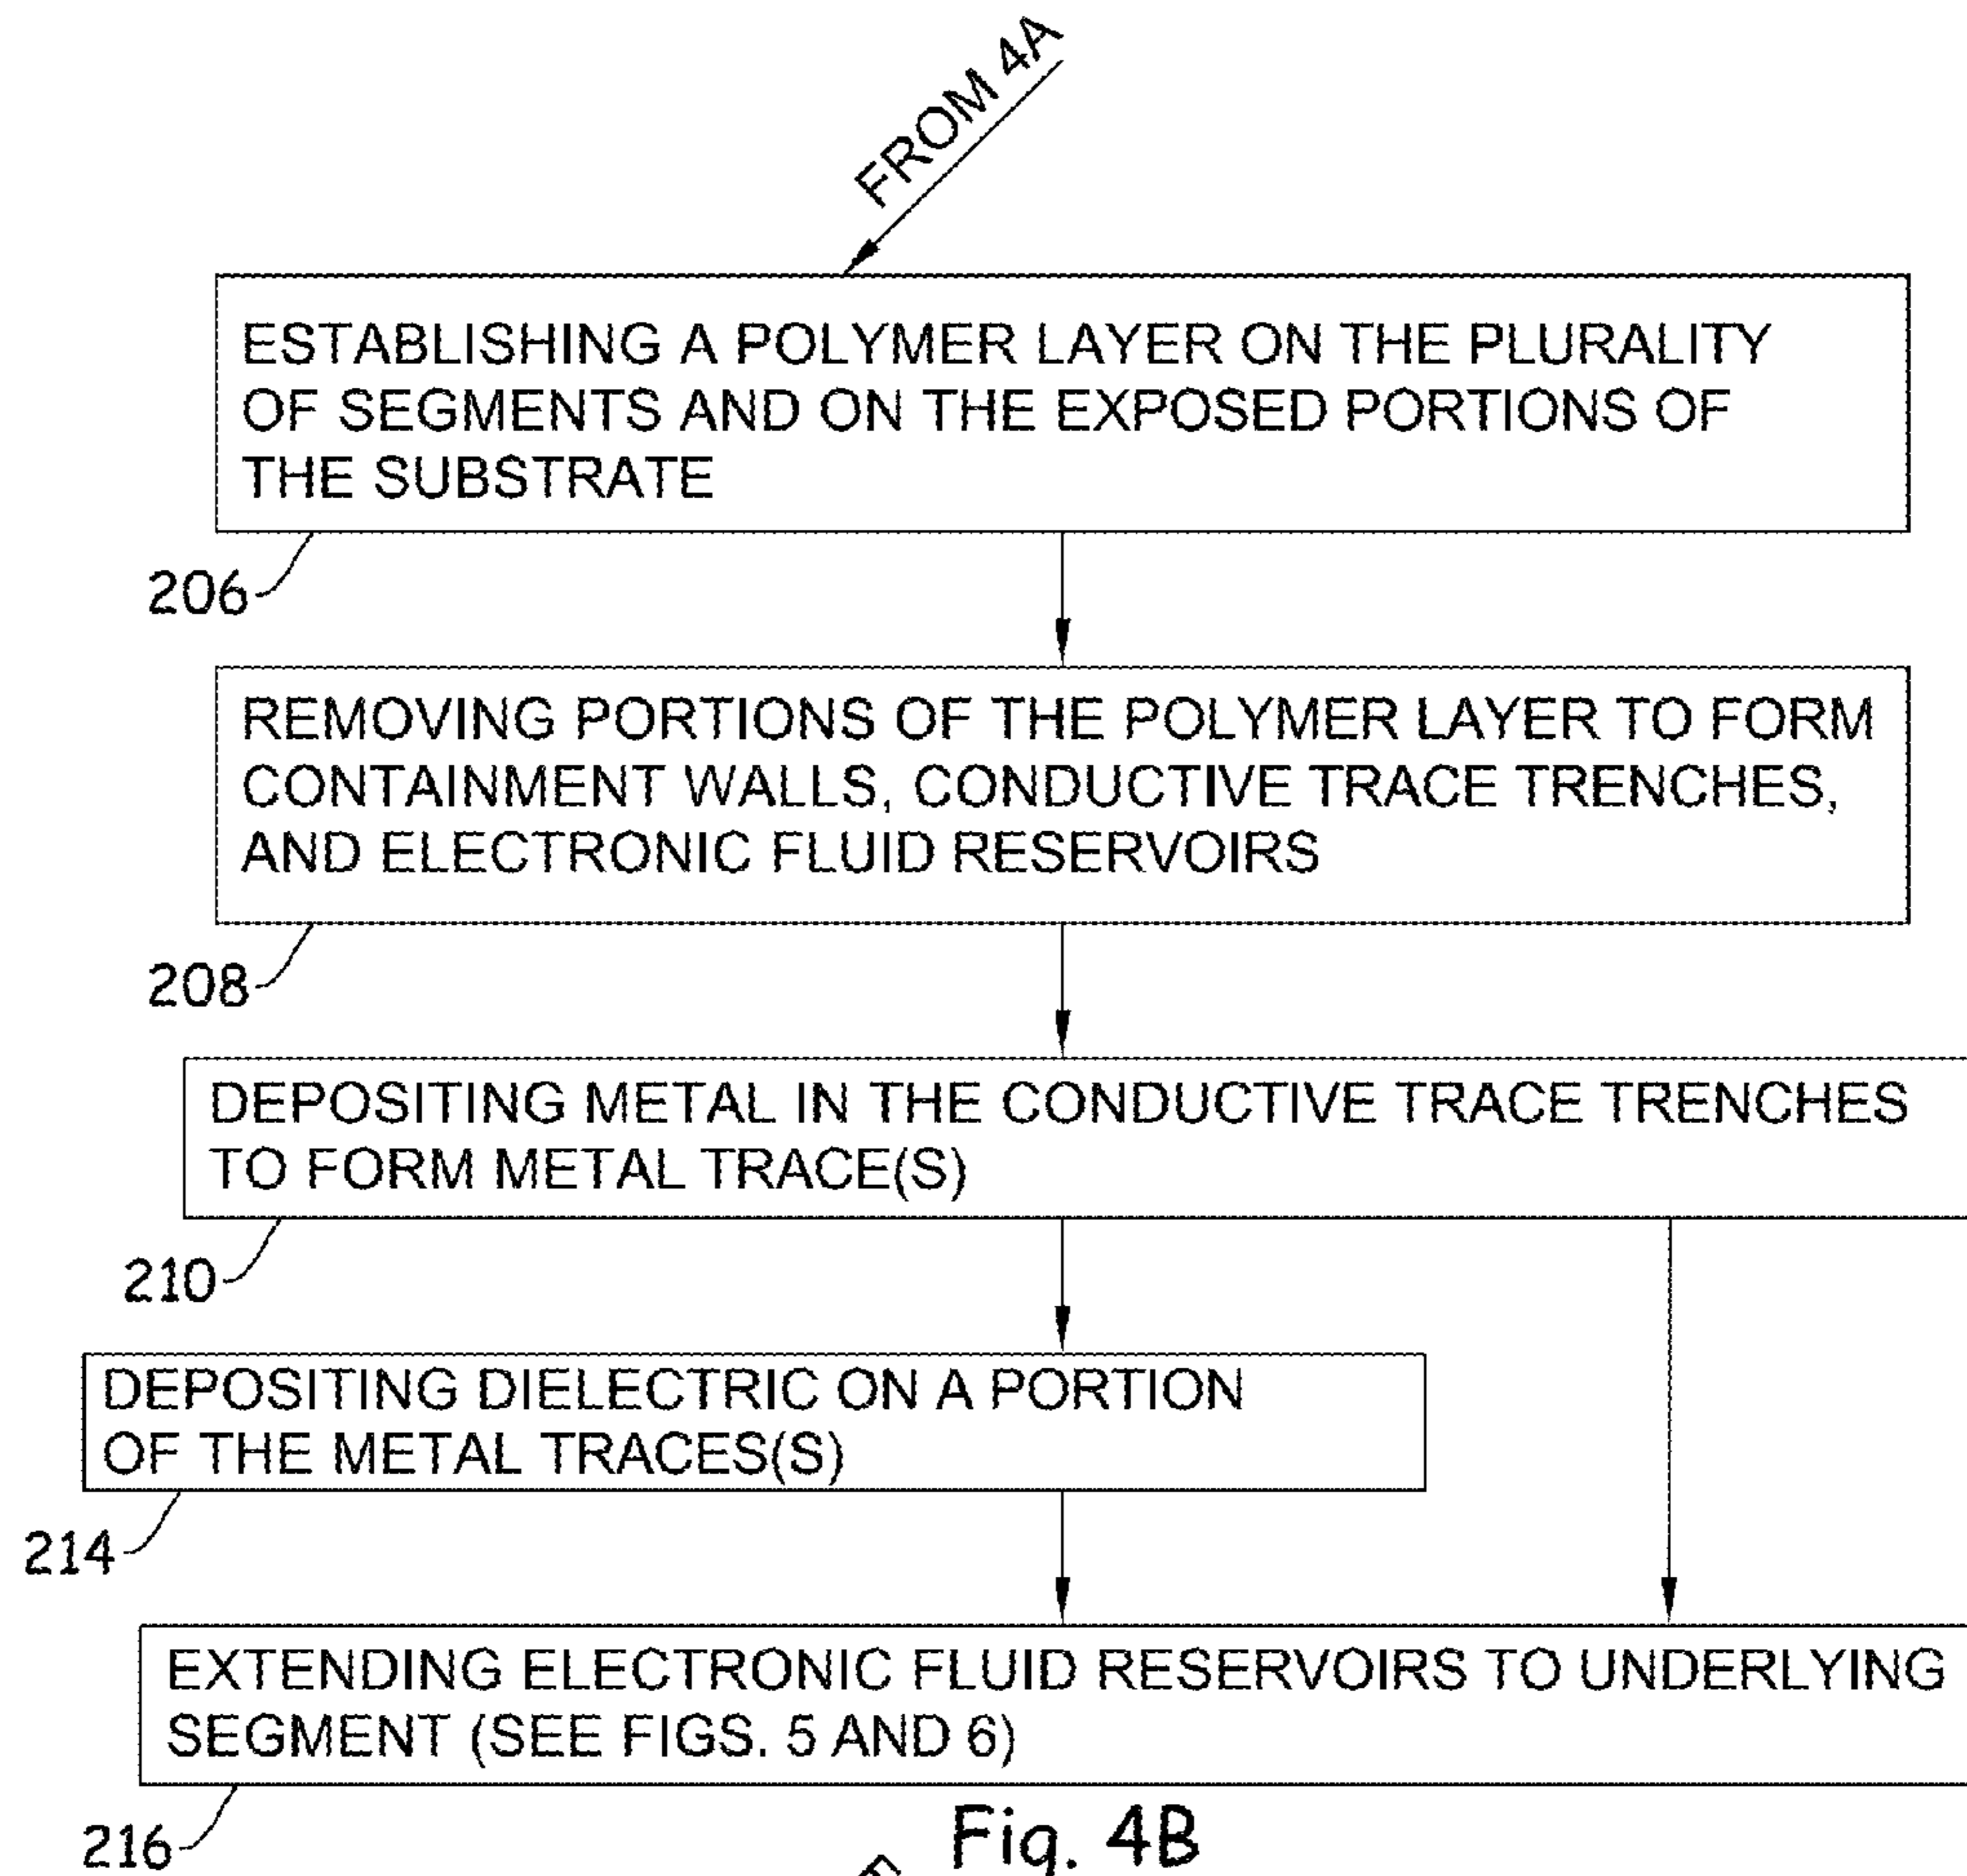 FROM 4A
ESTABLISHING A POLYMER LAYER ON THE PLURALITY
OF SEGMENTS AND ON THE EXPOSED PORTIONS OF
THE SUBSTRATE
206
REMOVING PORTIONS OF THE POLYMER LAYER TO FORM
CONTAINMENT WALLS, CONDUCTIVE TRACE TRENCHES,
AND ELECTRONIC FLUID RESERVOIRS
208
DEPOSITING METAL IN THE CONDUCTIVE TRACE TRENCHES
TO FORM METAL TRACE(S)
210
DEPOSITING DIELECTRIC ON A PORTION
OF THE METAL TRACES(S)
214
EXTENDING ELECTRONIC FLUID RESERVOIRS TO UNDERLYING
SEGMENT (SEE FIGS. 5 AND 6)
216
Fig. 4B